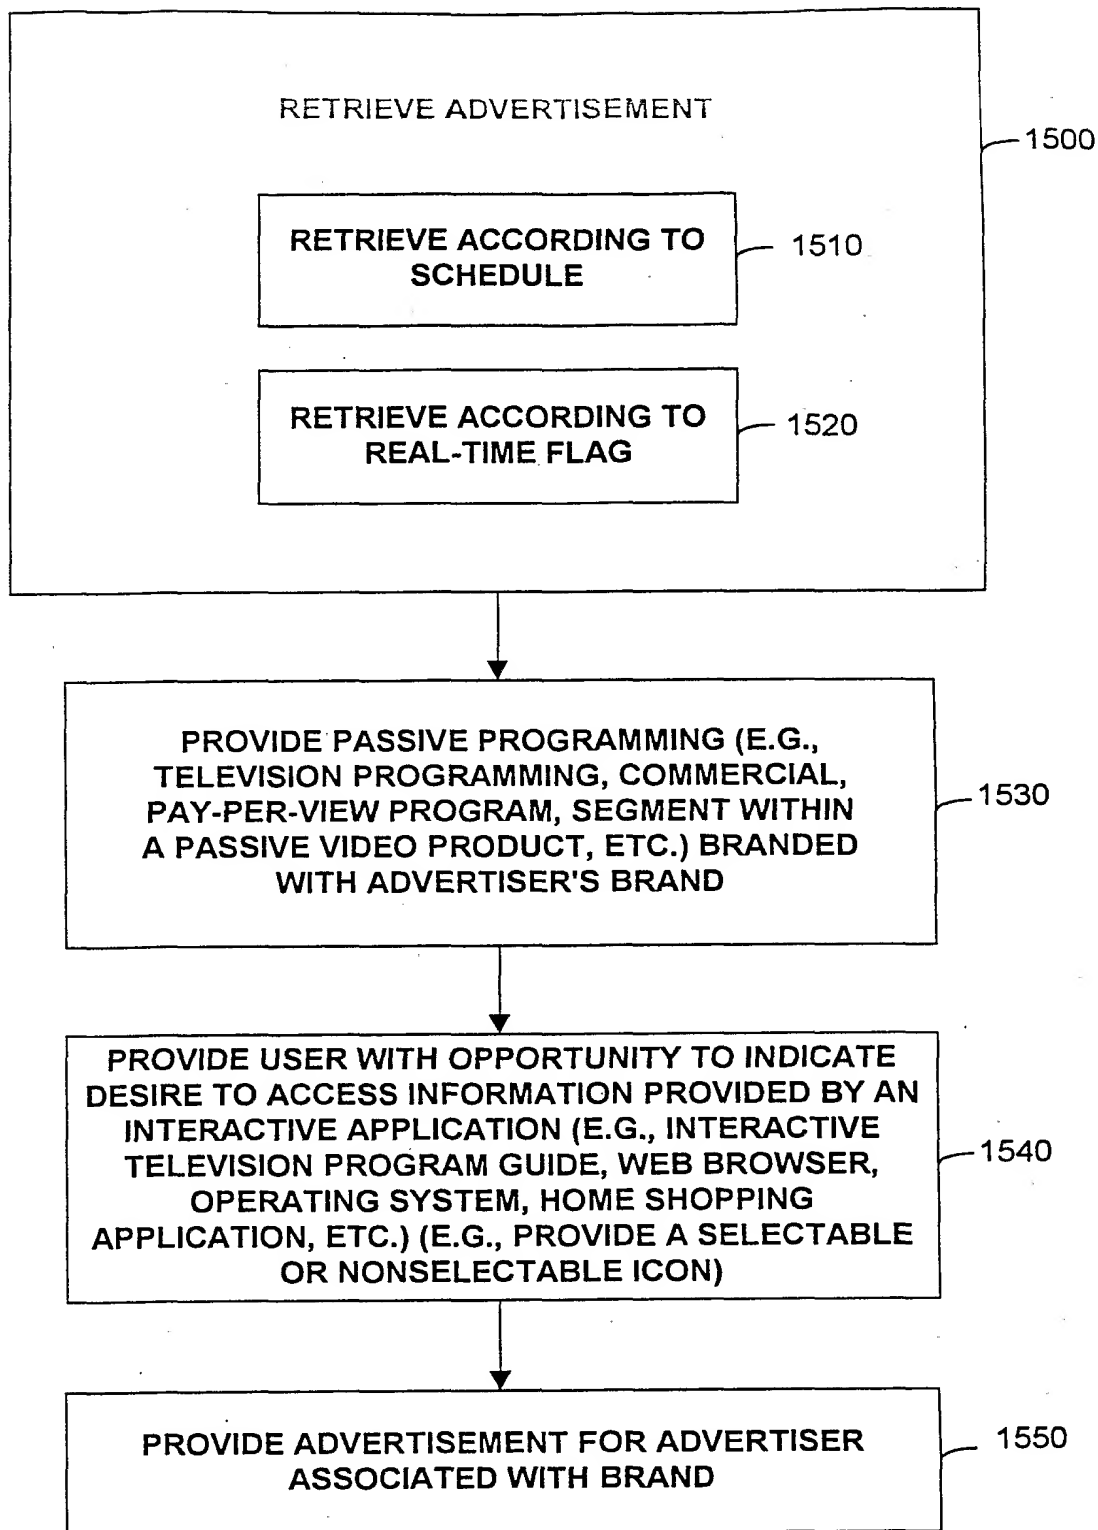 RETRIEVE ADVERTISEMENT
1500
RETRIEVE ACCORDING TO
SCHEDULE
1510
RETRIEVE ACCORDING TO
REAL-TIME FLAG
1520
PROVIDE PASSIVE PROGRAMMING (E.G.,
TELEVISION PROGRAMMING, COMMERCIAL,
PAY-PER-VIEW PROGRAM, SEGMENT WITHIN
A PASSIVE VIDEO PRODUCT, ETC.) BRANDED
WITH ADVERTISER'S BRAND
1530
PROVIDE USER WITH OPPORTUNITY TO INDICATE
DESIRE TO ACCESS INFORMATION PROVIDED BY AN
INTERACTIVE APPLICATION (E.G., INTERACTIVE
TELEVISION PROGRAM GUIDE, WEB BROWSER,
OPERATING SYSTEM, HOME SHOPPING
APPLICATION, ETC.) (E.G., PROVIDE A SELECTABLE
OR NONSELECTABLE ICON)
1540
PROVIDE ADVERTISEMENT FOR ADVERTISER
ASSOCIATED WITH BRAND
1550